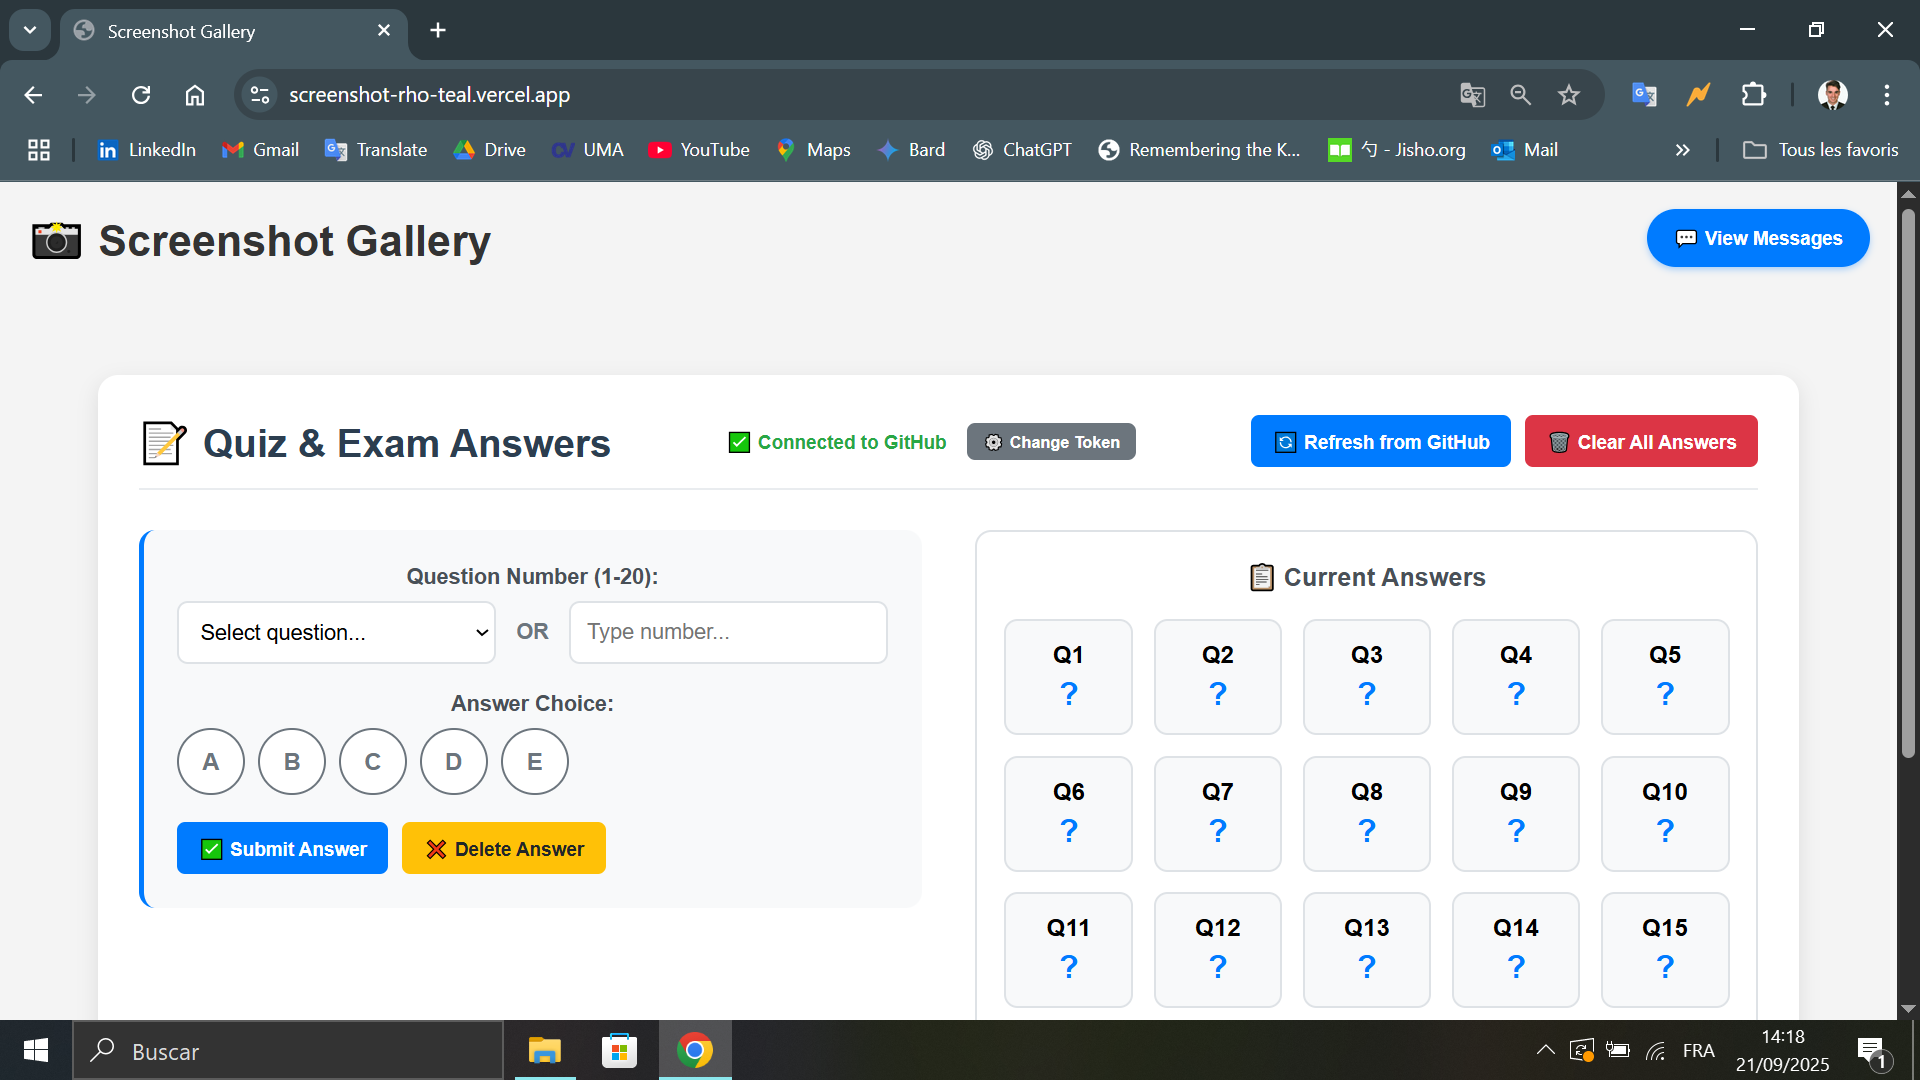 Screenshot Gallery
screenshot-rho-teal.vercel.app
LinkedIn Gmail Translate Drive UMA YouTube Maps Bard ChatGPT Remembering the K... 勺 - Jisho.org Mail Tous les favoris
Screenshot Gallery
View Messages
Quiz & Exam Answers
Connected to GitHub
Change Token
Refresh from GitHub
Clear All Answers
Question Number (1-20):
Select question...
OR
Type number...
Answer Choice:
A B C D E
Submit Answer
Delete Answer
Current Answers
Q1 Q2 Q3 Q4 Q5
? ? ? ? ?
Q6 Q7 Q8 Q9 Q10
? ? ? ? ?
Q11 Q12 Q13 Q14 Q15
? ? ? ? ?
Buscar
FRA
14:18
21/09/2025
1